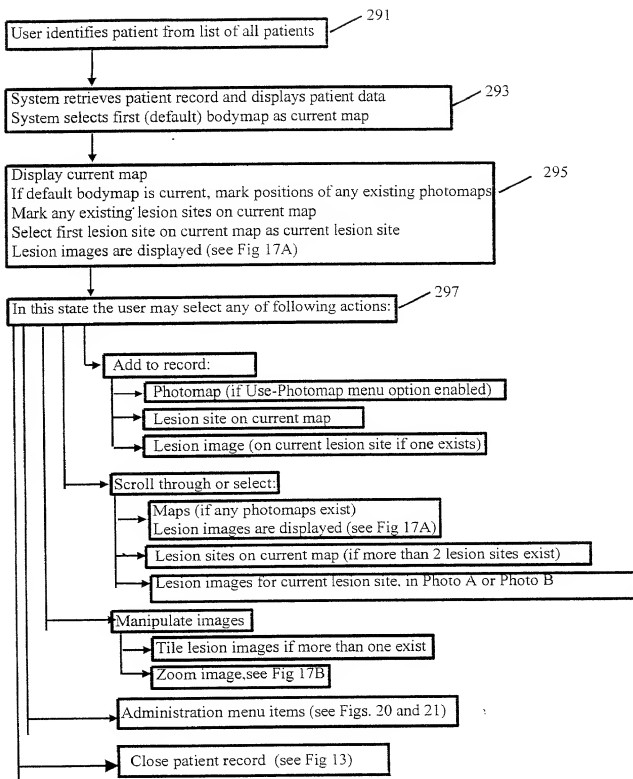 291
User identifies patient from list of all patients
293
System retrieves patient record and displays patient data
System selects first (default) bodymap as current map
295
Display current map
If default bodymap is current, mark positions of any existing photomaps
Mark any existing lesion sites on current map
Select first lesion site on current map as current lesion site
Lesion images are displayed (see Fig 17A)
297
In this state the user may select any of following actions:
Add to record:
Photomap (if Use-Photomap menu option enabled)
Lesion site on current map
Lesion image (on current lesion site if one exists)
Scroll through or select:
Maps (if any photomaps exist)
Lesion images are displayed (see Fig 17A)
Lesion sites on current map (if more than 2 lesion sites exist)
Lesion images for current lesion site, in Photo A or Photo B
Manipulate images
Tile lesion images if more than one exist
Zoom image,see Fig 17B
Administration menu items (see Figs. 20 and 21)
Close patient record (see Fig 13)